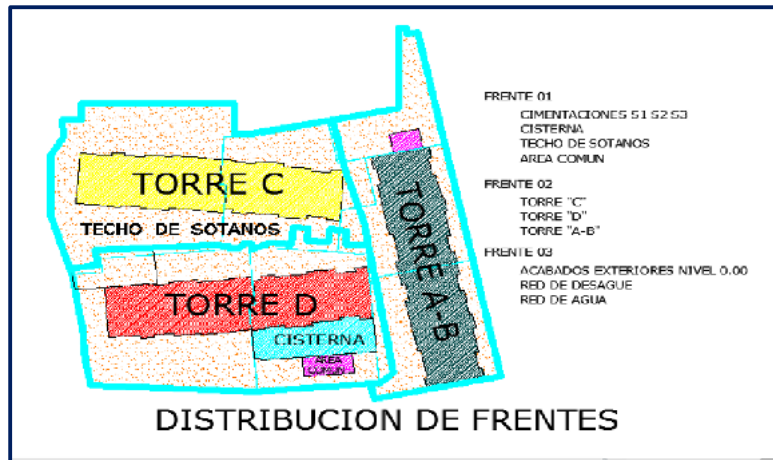 FRENTE 01
CIMENTACIONES S1 S2 S3
CISTERNA
TECHO DE SOTANOS
AREA COMUN
FRENTE 02
TORRE "C"
TORRE "D"
TORRE "A-B"
FRENTE 03
ACABADOS EXTERIORES NIVEL 0.00
RED DE DESAGUE
RED DE AGUA
TORRE C
TECHO DE SOTANOS
TORRE A-B
TORRE D
CISTERNA
AREA
COMUN
DISTRIBUCION DE FRENTES